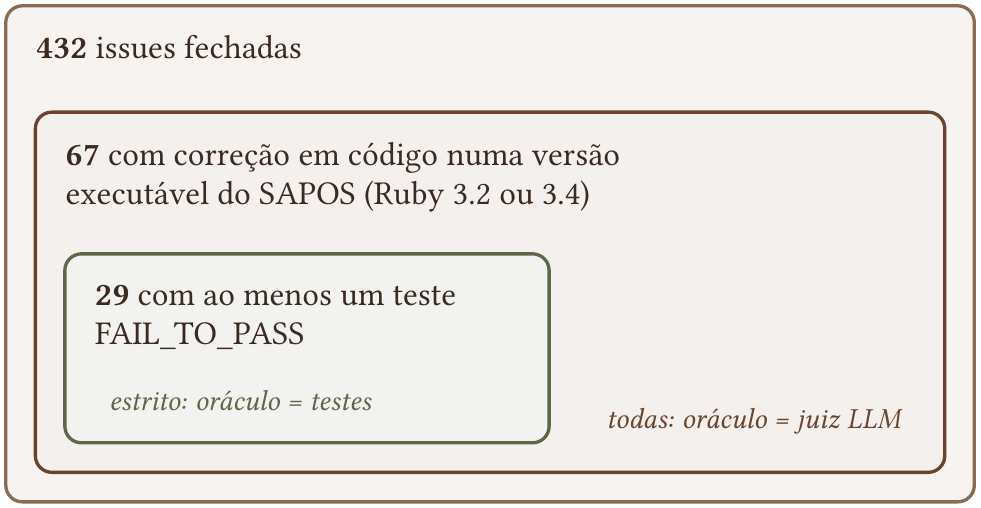 432 issues fechadas
67 com correção em código numa versão
executável do SAPOS (Ruby 3.2 ou 3.4)
29 com ao menos um teste
FAIL_TO_PASS
estrito: oráculo = testes
todas: oráculo = juiz LLM